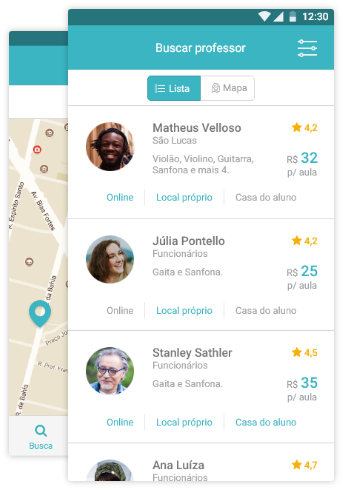 12:30
Buscar professor
Lista
Mapa
Matheus Velloso
4,2
São Lucas
Violão, Violino, Guitarra,
Sanfona e mais 4.
R$ 32
p/ aula
Online
Local próprio
Casa do aluno
Júlia Pontello
4,2
Funcionários
Gaita e Sanfona.
R$ 25
p/ aula
Online
Local próprio
Casa do aluno
Stanley Sathler
4,5
Funcionários
Gaita e Sanfona.
R$ 35
p/ aula
Online
Local próprio
Casa do aluno
Ana Luíza
4,7
Funcionários
R. Espírito Santo
Av. Bias Fortes
da Bahia
R. Prof.
R. da Bahia
Busca